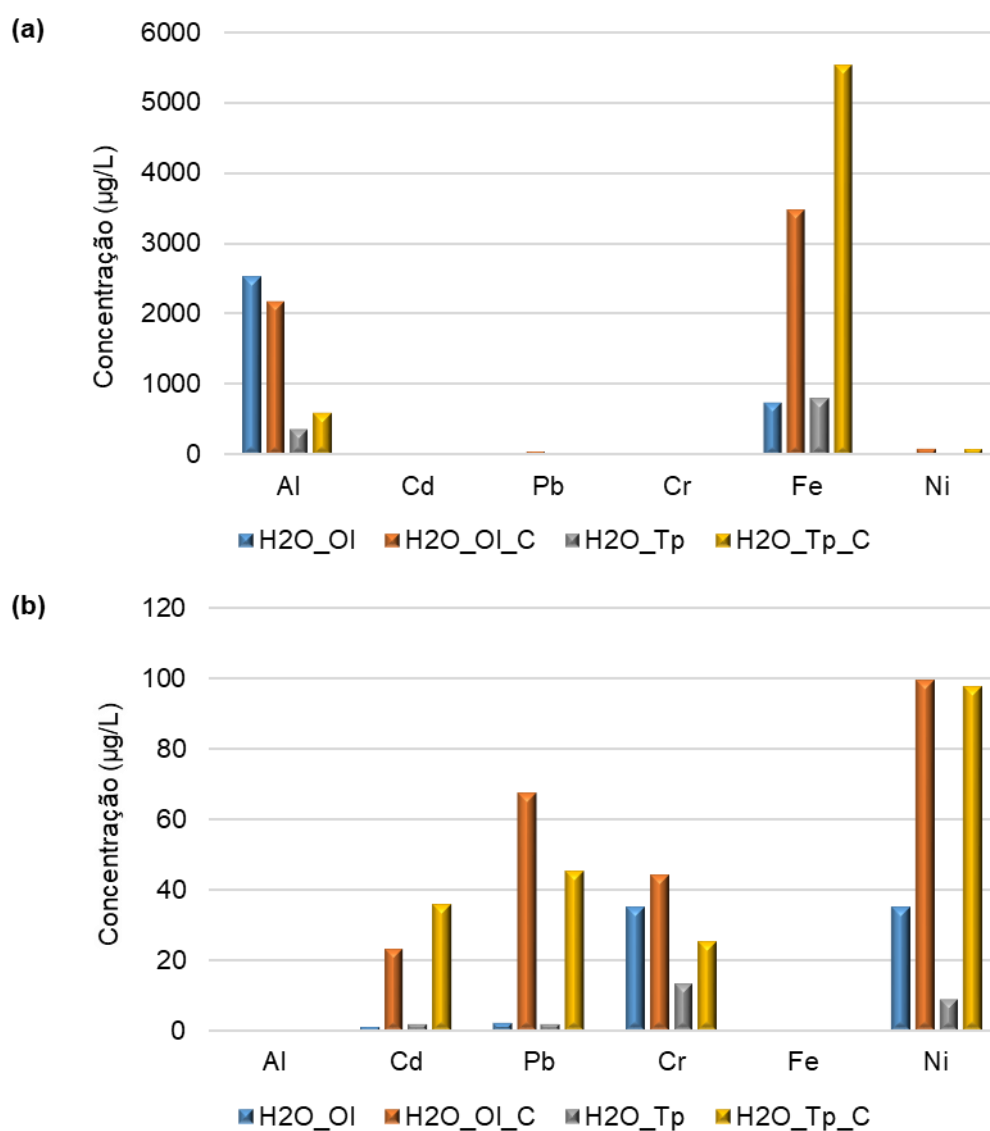 (a)
Concentração (µg/L)
6000
5000
4000
3000
2000
1000
0
Al Cd Pb Cr Fe Ni
H2O_Ol H2O_Ol_C H2O_Tp H2O_Tp_C
(b)
Concentração (µg/L)
120
100
80
60
40
20
0
Al Cd Pb Cr Fe Ni
H2O_Ol H2O_Ol_C H2O_Tp H2O_Tp_C